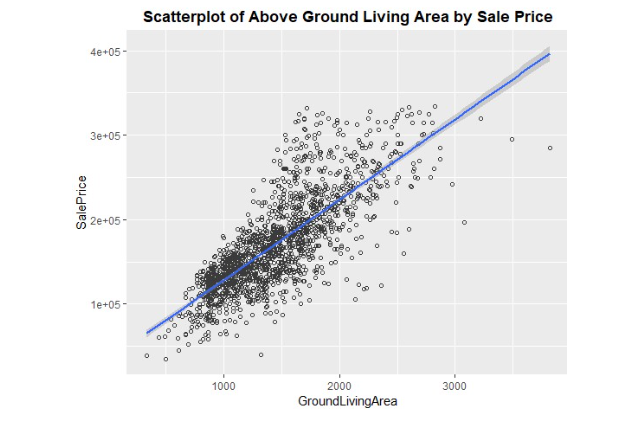 Scatterplot of Above Ground Living Area by Sale Price
4e+05
3e+05
2e+05
1e+05
SalePrice
1000 2000 3000
GroundLivingArea